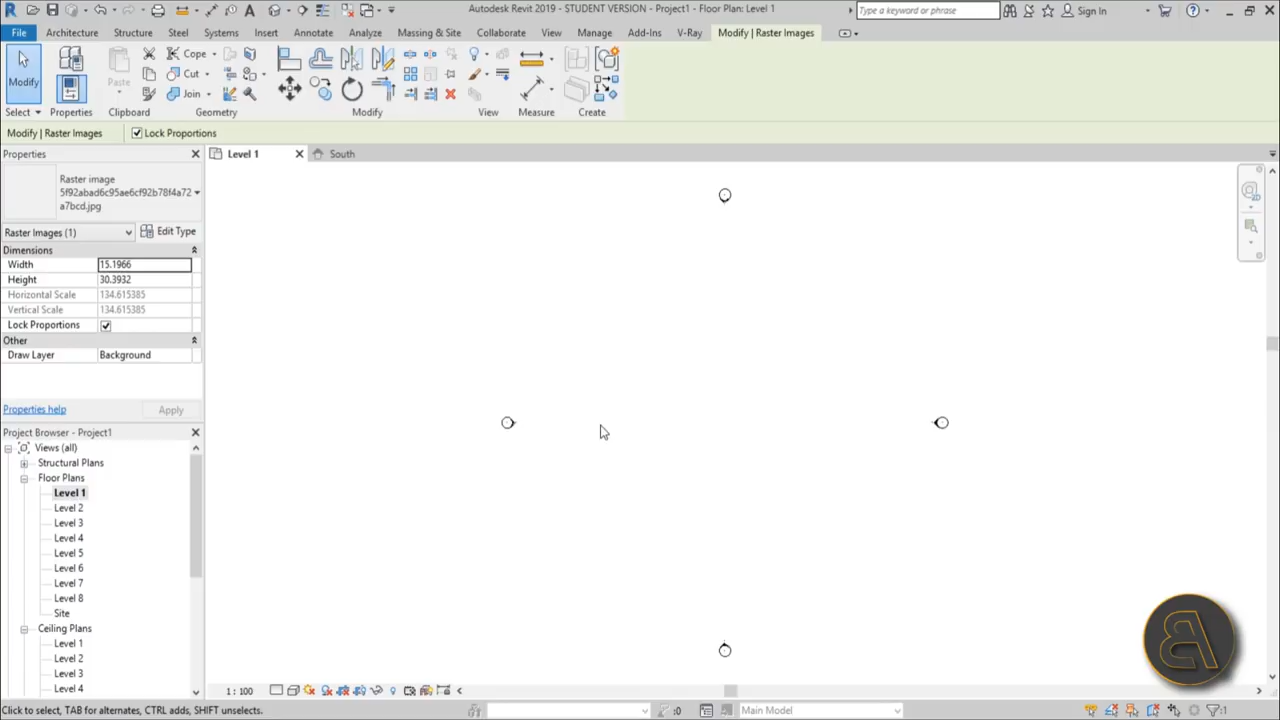 Autodesk Revit 2019 - STUDENT VERSION - Project1 - Floor Plan: Level 1
Type a keyword or phrase
Sign In
File Architecture Structure Steel Systems Insert Annotate Analyze Massing & Site Collaborate View Manage Add-Ins V-Ray Modify | Raster Images
Modify Paste Cope
Cut
Join
Select Properties Clipboard Geometry Modify View Measure Create
Modify | Raster Images Lock Proportions
Properties
Level 1 South
Raster image
5f92abad6c95ae6cf92b78f4a72
a7bcd.jpg
Raster Images (1) Edit Type
Dimensions
Width 15.1966
Height 30.3932
Horizontal Scale 134.615385
Vertical Scale 134.615385
Lock Proportions
Other
Draw Layer Background
Properties help Apply
Project Browser - Project1
Views (all)
Structural Plans
Floor Plans
Level 1
Level 2
Level 3
Level 4
Level 5
Level 6
Level 7
Level 8
Site
Ceiling Plans
Level 1
Level 2
Level 3
Level 4
1 : 100
Click to select, TAB for alternates, CTRL adds, SHIFT unselects.
:0 Main Model :1